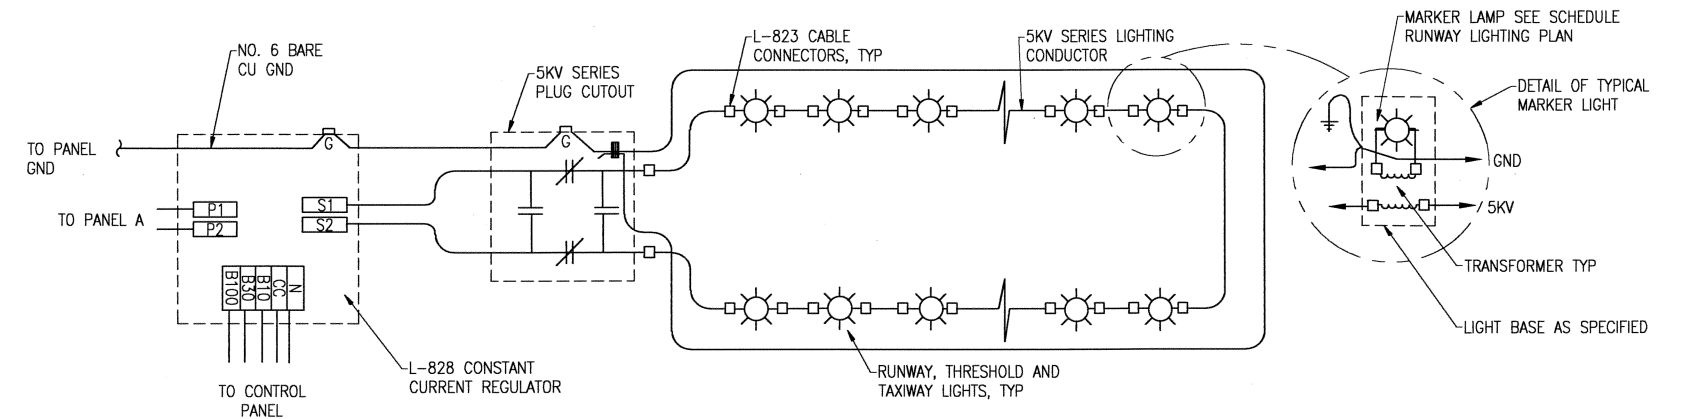 MARKER LAMP SEE SCHEDULE
RUNWAY LIGHTING PLAN
L-823 CABLE
CONNECTORS, TYP
5KV SERIES LIGHTING
CONDUCTOR
NO. 6 BARE
CU GND
5KV SERIES
PLUG CUTOUT
DETAIL OF TYPICAL
MARKER LIGHT
TO PANEL
GND
G
G
GND
P1
P2
S1
S2
TO PANEL A
5KV
TRANSFORMER TYP
B100
B30
B10
CC
N
LIGHT BASE AS SPECIFIED
L-828 CONSTANT
CURRENT REGULATOR
RUNWAY, THRESHOLD AND
TAXIWAY LIGHTS, TYP
TO CONTROL
PANEL